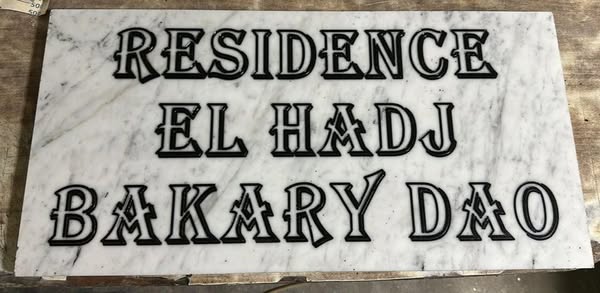 RESIDENCE
EL HADJ
BAKARY DAO